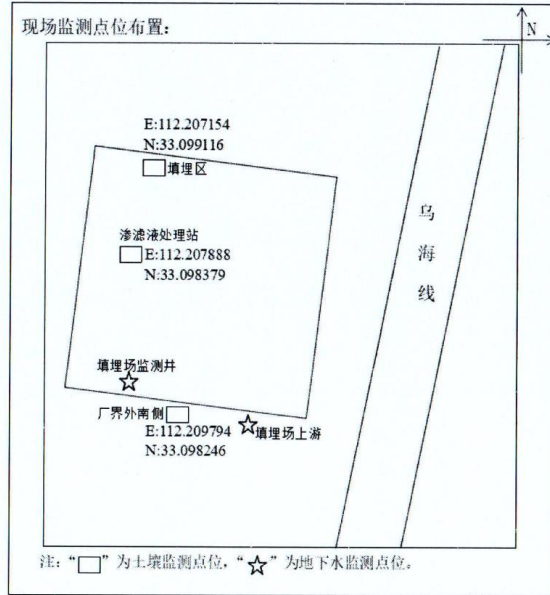 现场监测点位布置:
N
E:112.207154
N:33.099116
填埋区
渗滤液处理站
E:112.207888
N:33.098379
乌海线
填埋场监测井
厂界外南侧
填埋场上游
E:112.209794
N:33.098246
注:“□”为土壤监测点位,“☆”为地下水监测点位。